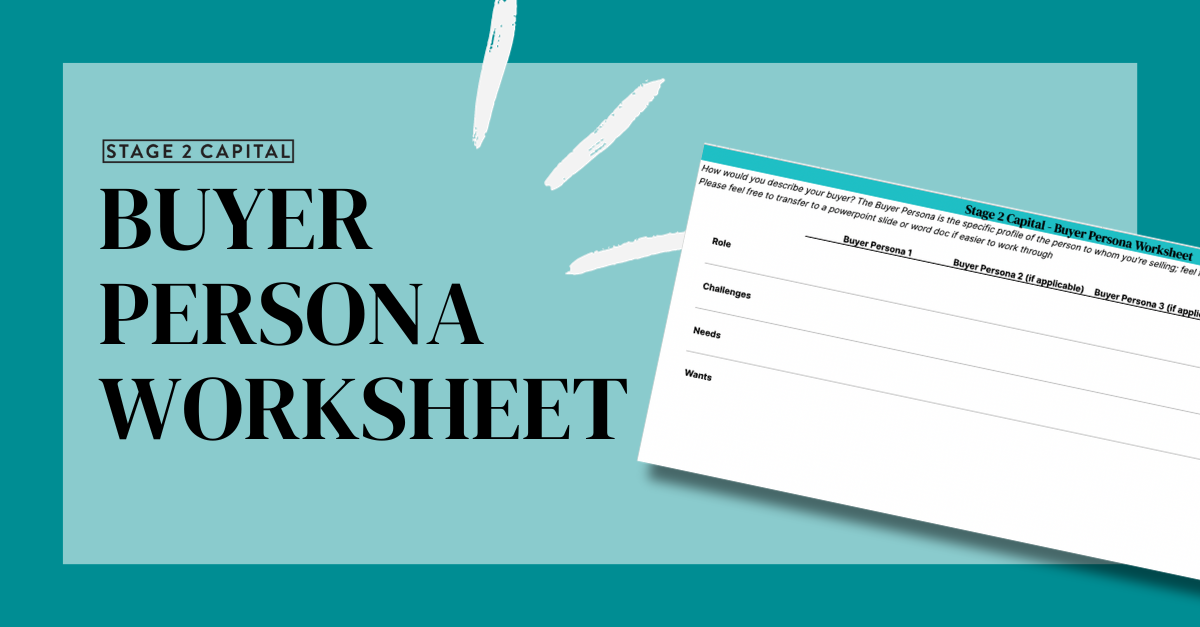 STAGE 2 CAPITAL
BUYER
PERSONA
WORKSHEET
Stage 2 Capital - Buyer Persona Worksheet
How would you describe your buyer? The Buyer Persona is the specific profile of the person to whom you're selling; feel
Please feel free to transfer to a powerpoint slide or word doc if easier to work through
Buyer Persona 1
Buyer Persona 2 (if applicable)
Buyer Persona 3 (if appli
Role
Challenges
Needs
Wants